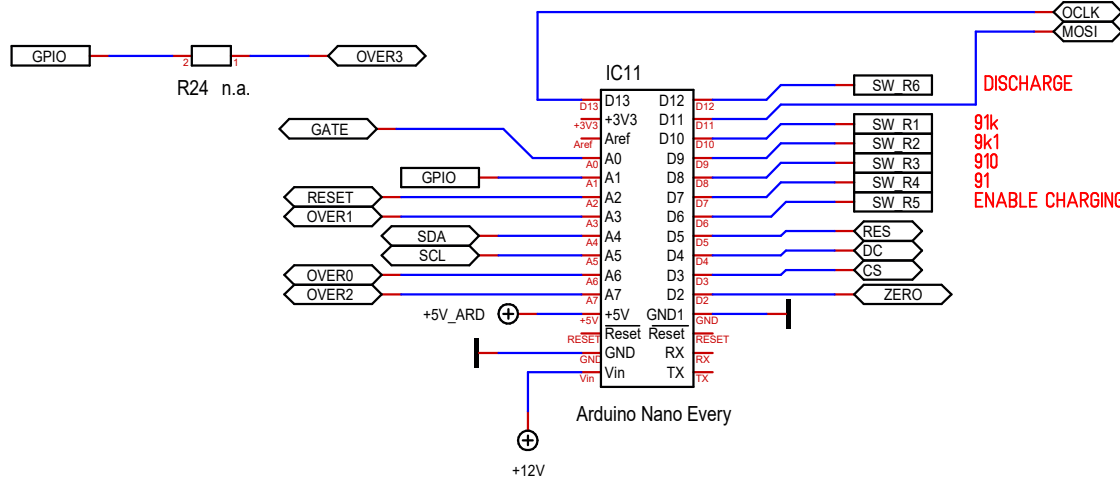 OCLK
MOSI
GPIO
2
1
OVER3
R24 n.a.
IC11
D13
D13
D12
D12
SW_R6
DISCHARGE
+3V3
+3V3
D11
D11
GATE
Aref
Aref
D10
D10
SW_R1
91k
A0
A0
D9
D9
SW_R2
9k1
GPIO
A1
A1
D8
D8
SW_R3
910
RESET
A2
A2
D7
D7
SW_R4
91
OVER1
A3
A3
D6
D6
SW_R5
ENABLE CHARGING
SDA
A4
A4
D5
D5
RES
SCL
A5
A5
D4
D4
DC
OVER0
A6
A6
D3
D3
CS
OVER2
A7
A7
D2
D2
ZERO
+5V_ARD
+5V
+5V
GND1
GND
RESET
Reset
Reset
RESET
GND
GND
RX
RX
Vin
Vin
TX
TX
Arduino Nano Every
+12V